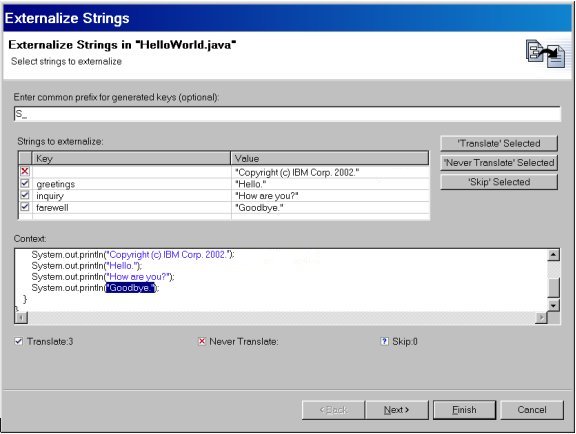 Externalize Strings
Externalize Strings in "HelloWorld.java"
Select strings to externalize
Enter common prefix for generated keys (optional):
S_
Strings to externalize:
Key Value
"Copyright (c) IBM Corp. 2002."
greetings "Hello."
inquiry "How are you?"
farewell "Goodbye."
'Translate' Selected
'Never Translate' Selected
'Skip' Selected
Context:
System.out.println("Copyright (c) IBM Corp. 2002.");
System.out.println("Hello.");
System.out.println("How are you?");
System.out.println("Goodbye.");
}
}
Translate:3 Never Translate: ? Skip:0
<Back Next> Finish Cancel